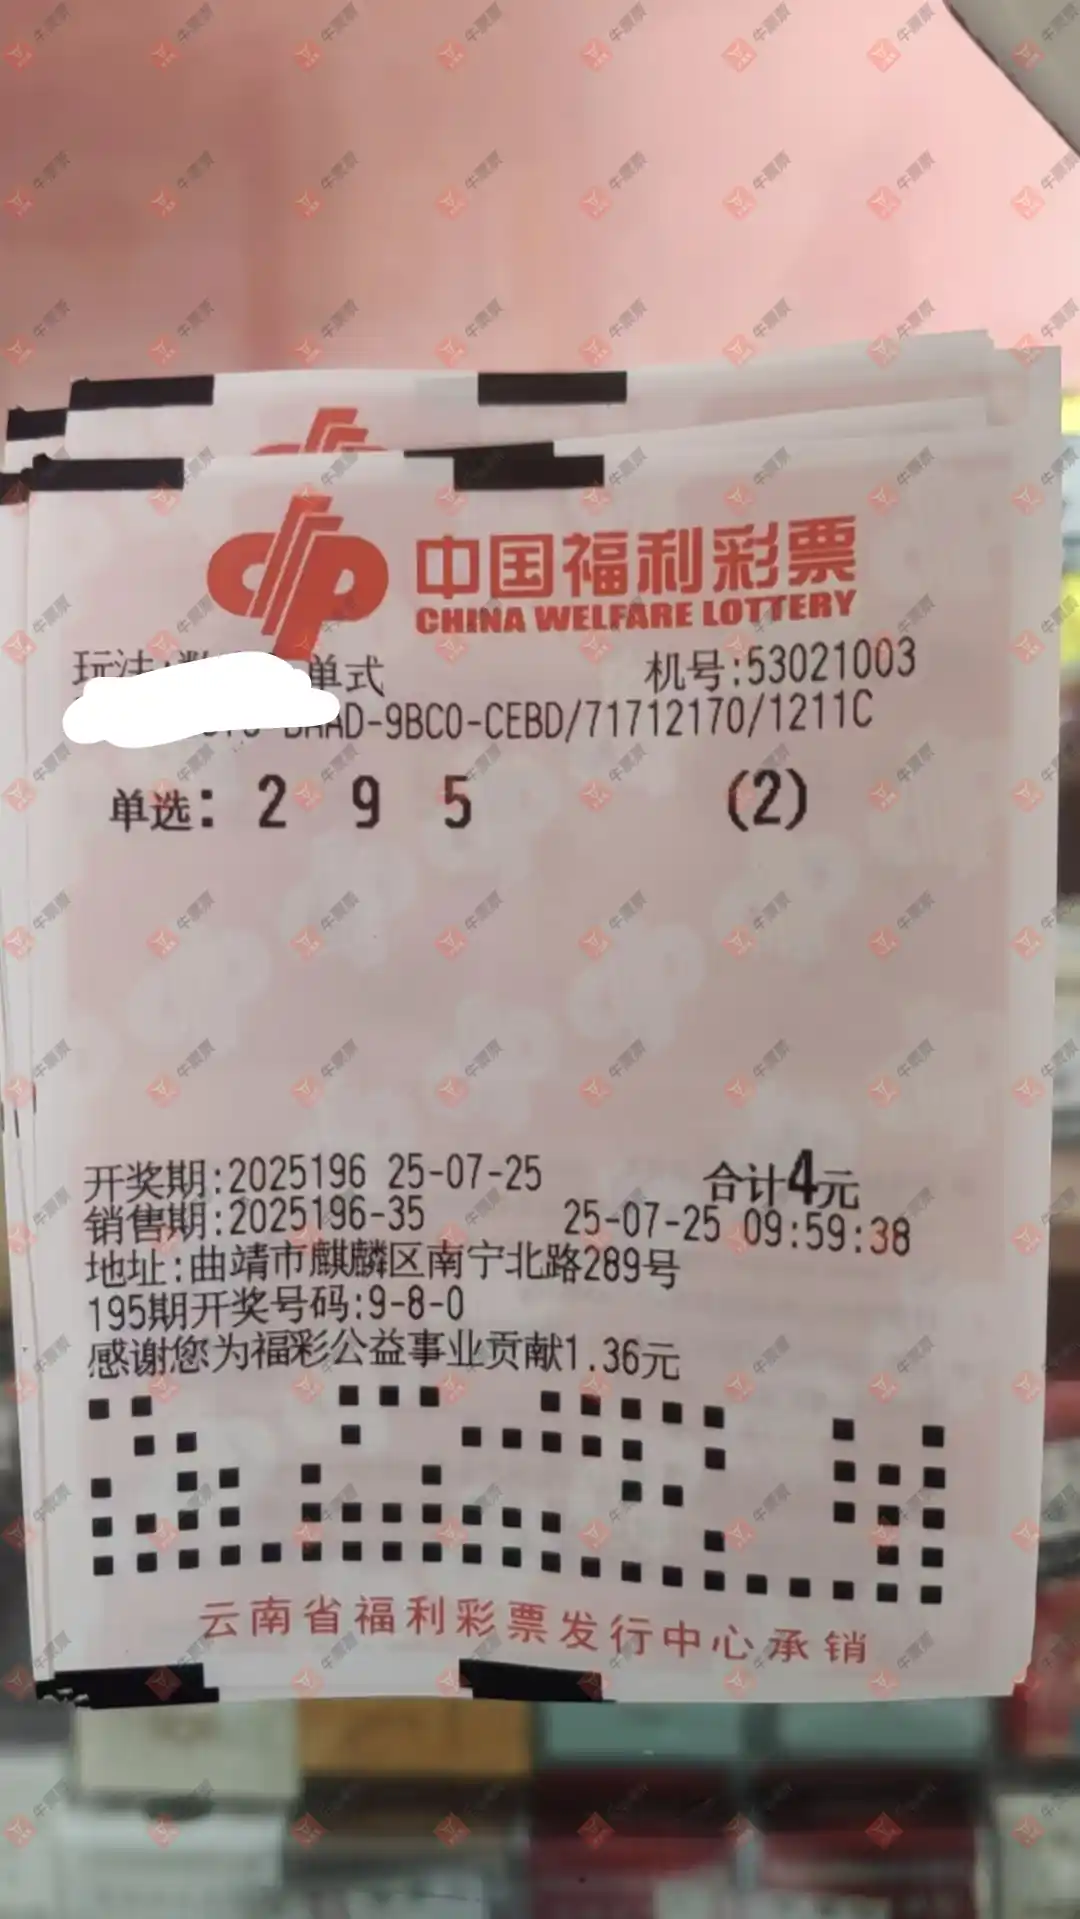 中国福利彩票
CHINA WELFARE LOTTERY
玩法: 单式 机号:53021003
AAD-9BC0-CEBD/71712170/1211C
单选: 2 9 5 (2)
开奖期:2025196 25-07-25 合计4元
销售期:2025196-35 25-07-25 09:59:38
地址:曲靖市麒麟区南宁北路289号
195期开奖号码:9-8-0
感谢您为福彩公益事业贡献1.36元
云南省福利彩票发行中心承销
牛票票